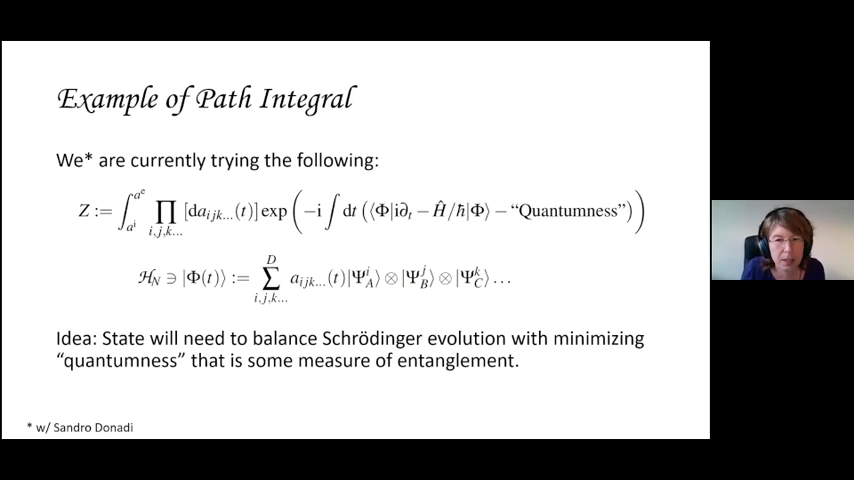 Example of Path Integral
We* are currently trying the following:
Z := ∫_{aⁱ}^{aᵉ} ∏_{i,j,k...} [da_{ijk...}(t)] exp ( −i ∫ dt ( ⟨Φ|i∂ₜ − Ĥ/ħ|Φ⟩ − “Quantumness” ) )
ℋ_N ∋ |Φ(t)⟩ := ∑_{i,j,k...}^{D} a_{ijk...}(t)|Ψ_A^i⟩ ⊗ |Ψ_B^j⟩ ⊗ |Ψ_C^k⟩ ...
Idea: State will need to balance Schrödinger evolution with minimizing
“quantumness” that is some measure of entanglement.
* w/ Sandro Donadi